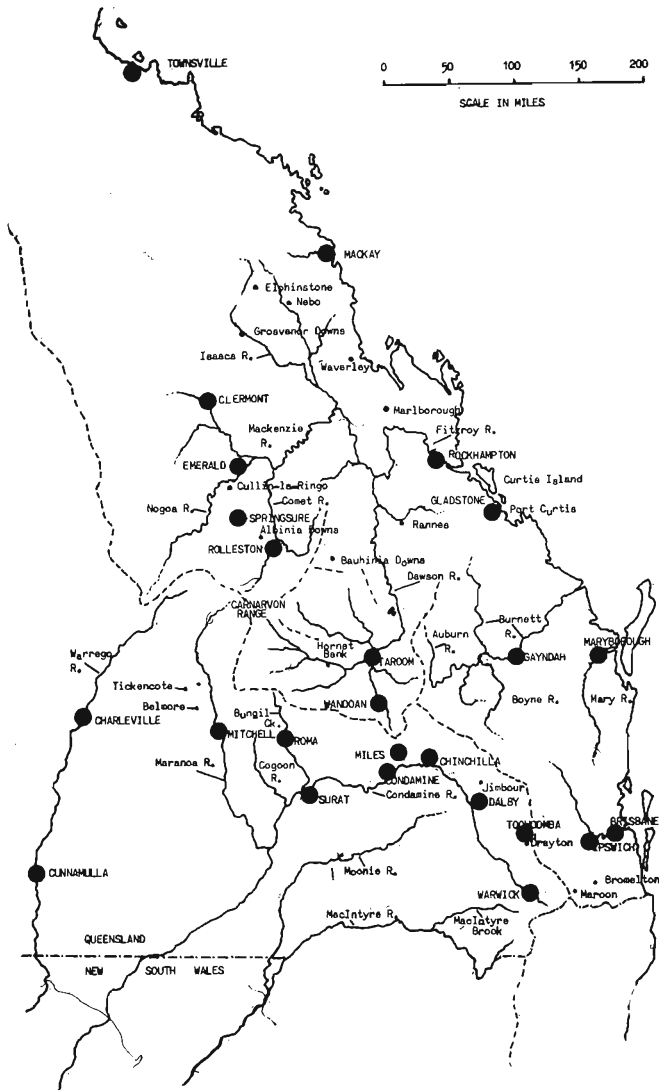 TOWNSVILLE
0 50 100 150 200
SCALE IN MILES
MACKAY
Elphinstone
Nebo
Grosvenor Downs
Isaacs R.
Waverley
CLERMONT
Marlborough
Mackenzie
R.
Fitzroy R.
ROCKHAMPTON
EMERALD
Cullin-la-Ringo
Curtis Island
Comet R.
GLADSTONE
Port Curtis
Nogoa R.
SPRINGSURE
Rannes
Albinia Downs
ROLLESTON
Bauhinia Downs
Dawson R.
CARNARVON
RANGE
Auburn
R.
Burnett
R.
MARYBOROUGH
Hornet
Bank
Warrego
R.
TAROOM
GAYNDAH
Tickencote
WANDOAN
Boyne R.
Mary R.
Belmore
Bungil
Ck.
CHARLEVILLE
MITCHELL
ROMA
MILES
CHINCHILLA
Maranoa R.
Cogoon
R.
CONDAMINE
Jimbour
SURAT
Condamine R.
DALBY
TOOWOOMBA
BRISBANE
Drayton
IPSWICH
CUNNAMULLA
Moonie R.
Bromelton
WARWICK
Maroon
MacIntyre R.
MacIntyre
Brook
QUEENSLAND
NEW SOUTH WALES